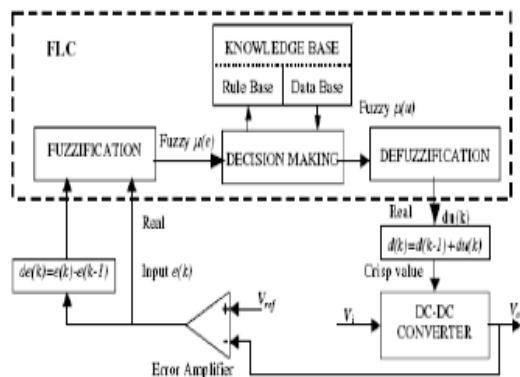 FLC
KNOWLEDGE BASE
Rule Base
Data Base
Fuzzy μ(e)
Fuzzy μ(u)
FUZZIFICATION
DECISION MAKING
DEFUZZIFICATION
Real
Real
du(k)
d(k)=d(k-1)+du(k)
de(k)=e(k)-e(k-1)
Input e(k)
Crisp value
Vref
+
-
Vi
DC-DC
CONVERTER
Vo
Error Amplifier